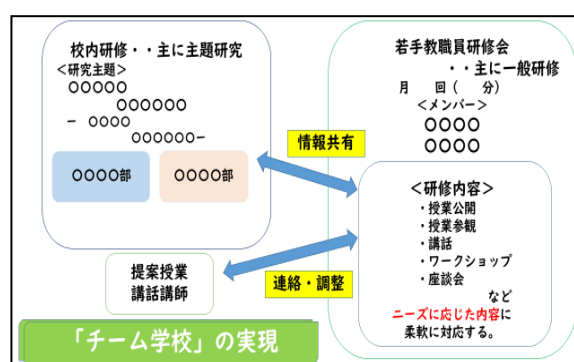 校内研修・・主に主題研究
<研究主題>
○○○○○
○○○○○○
- ○○○○
○○○○○○-
○○○○部
○○○○部
提案授業
講話講師
「チーム学校」の実現
情報共有
連絡・調整
若手教職員研修会
・・主に一般研修
月　　回(　　分)
<メンバー>
○○○○
○○○○
<研修内容>
・授業公開
・授業参観
・講話
・ワークショップ
・座談会
など
ニーズに応じた内容に
柔軟に対応する。